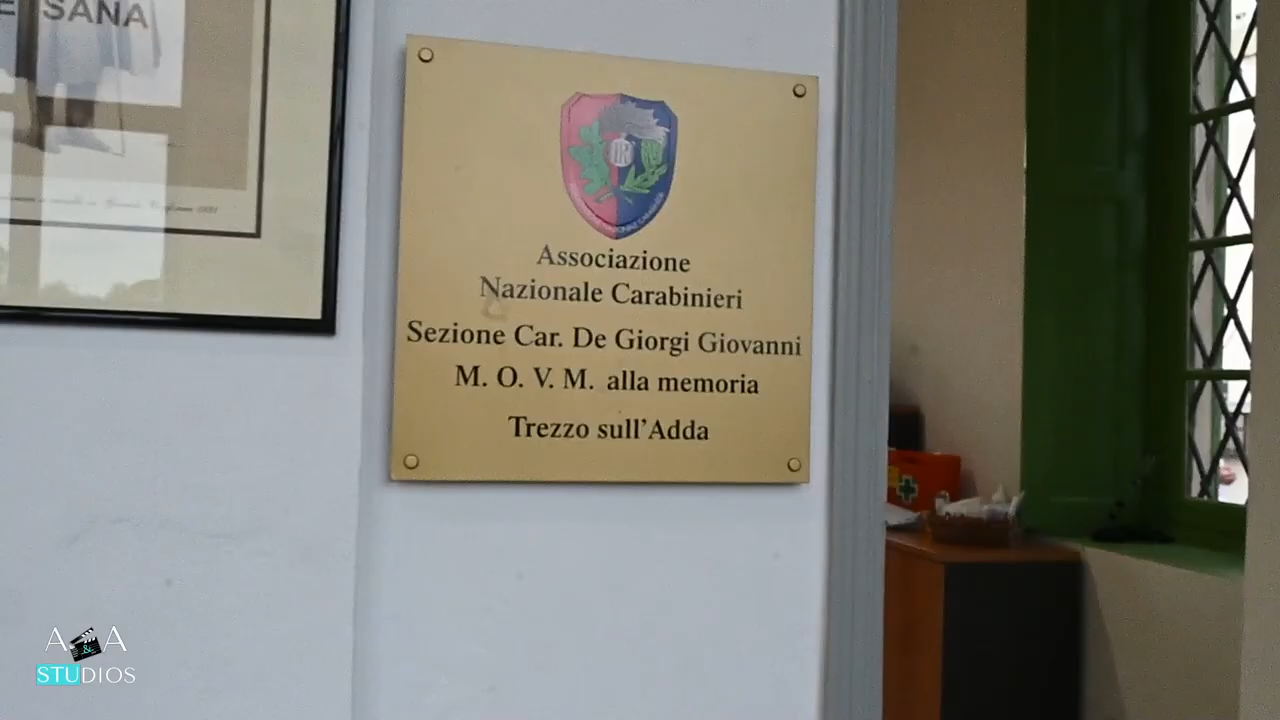 E SANA
Associazione
Nazionale Carabinieri
Sezione Car. De Giorgi Giovanni
M. O. V. M. alla memoria
Trezzo sull'Adda
A & A
STUDIOS